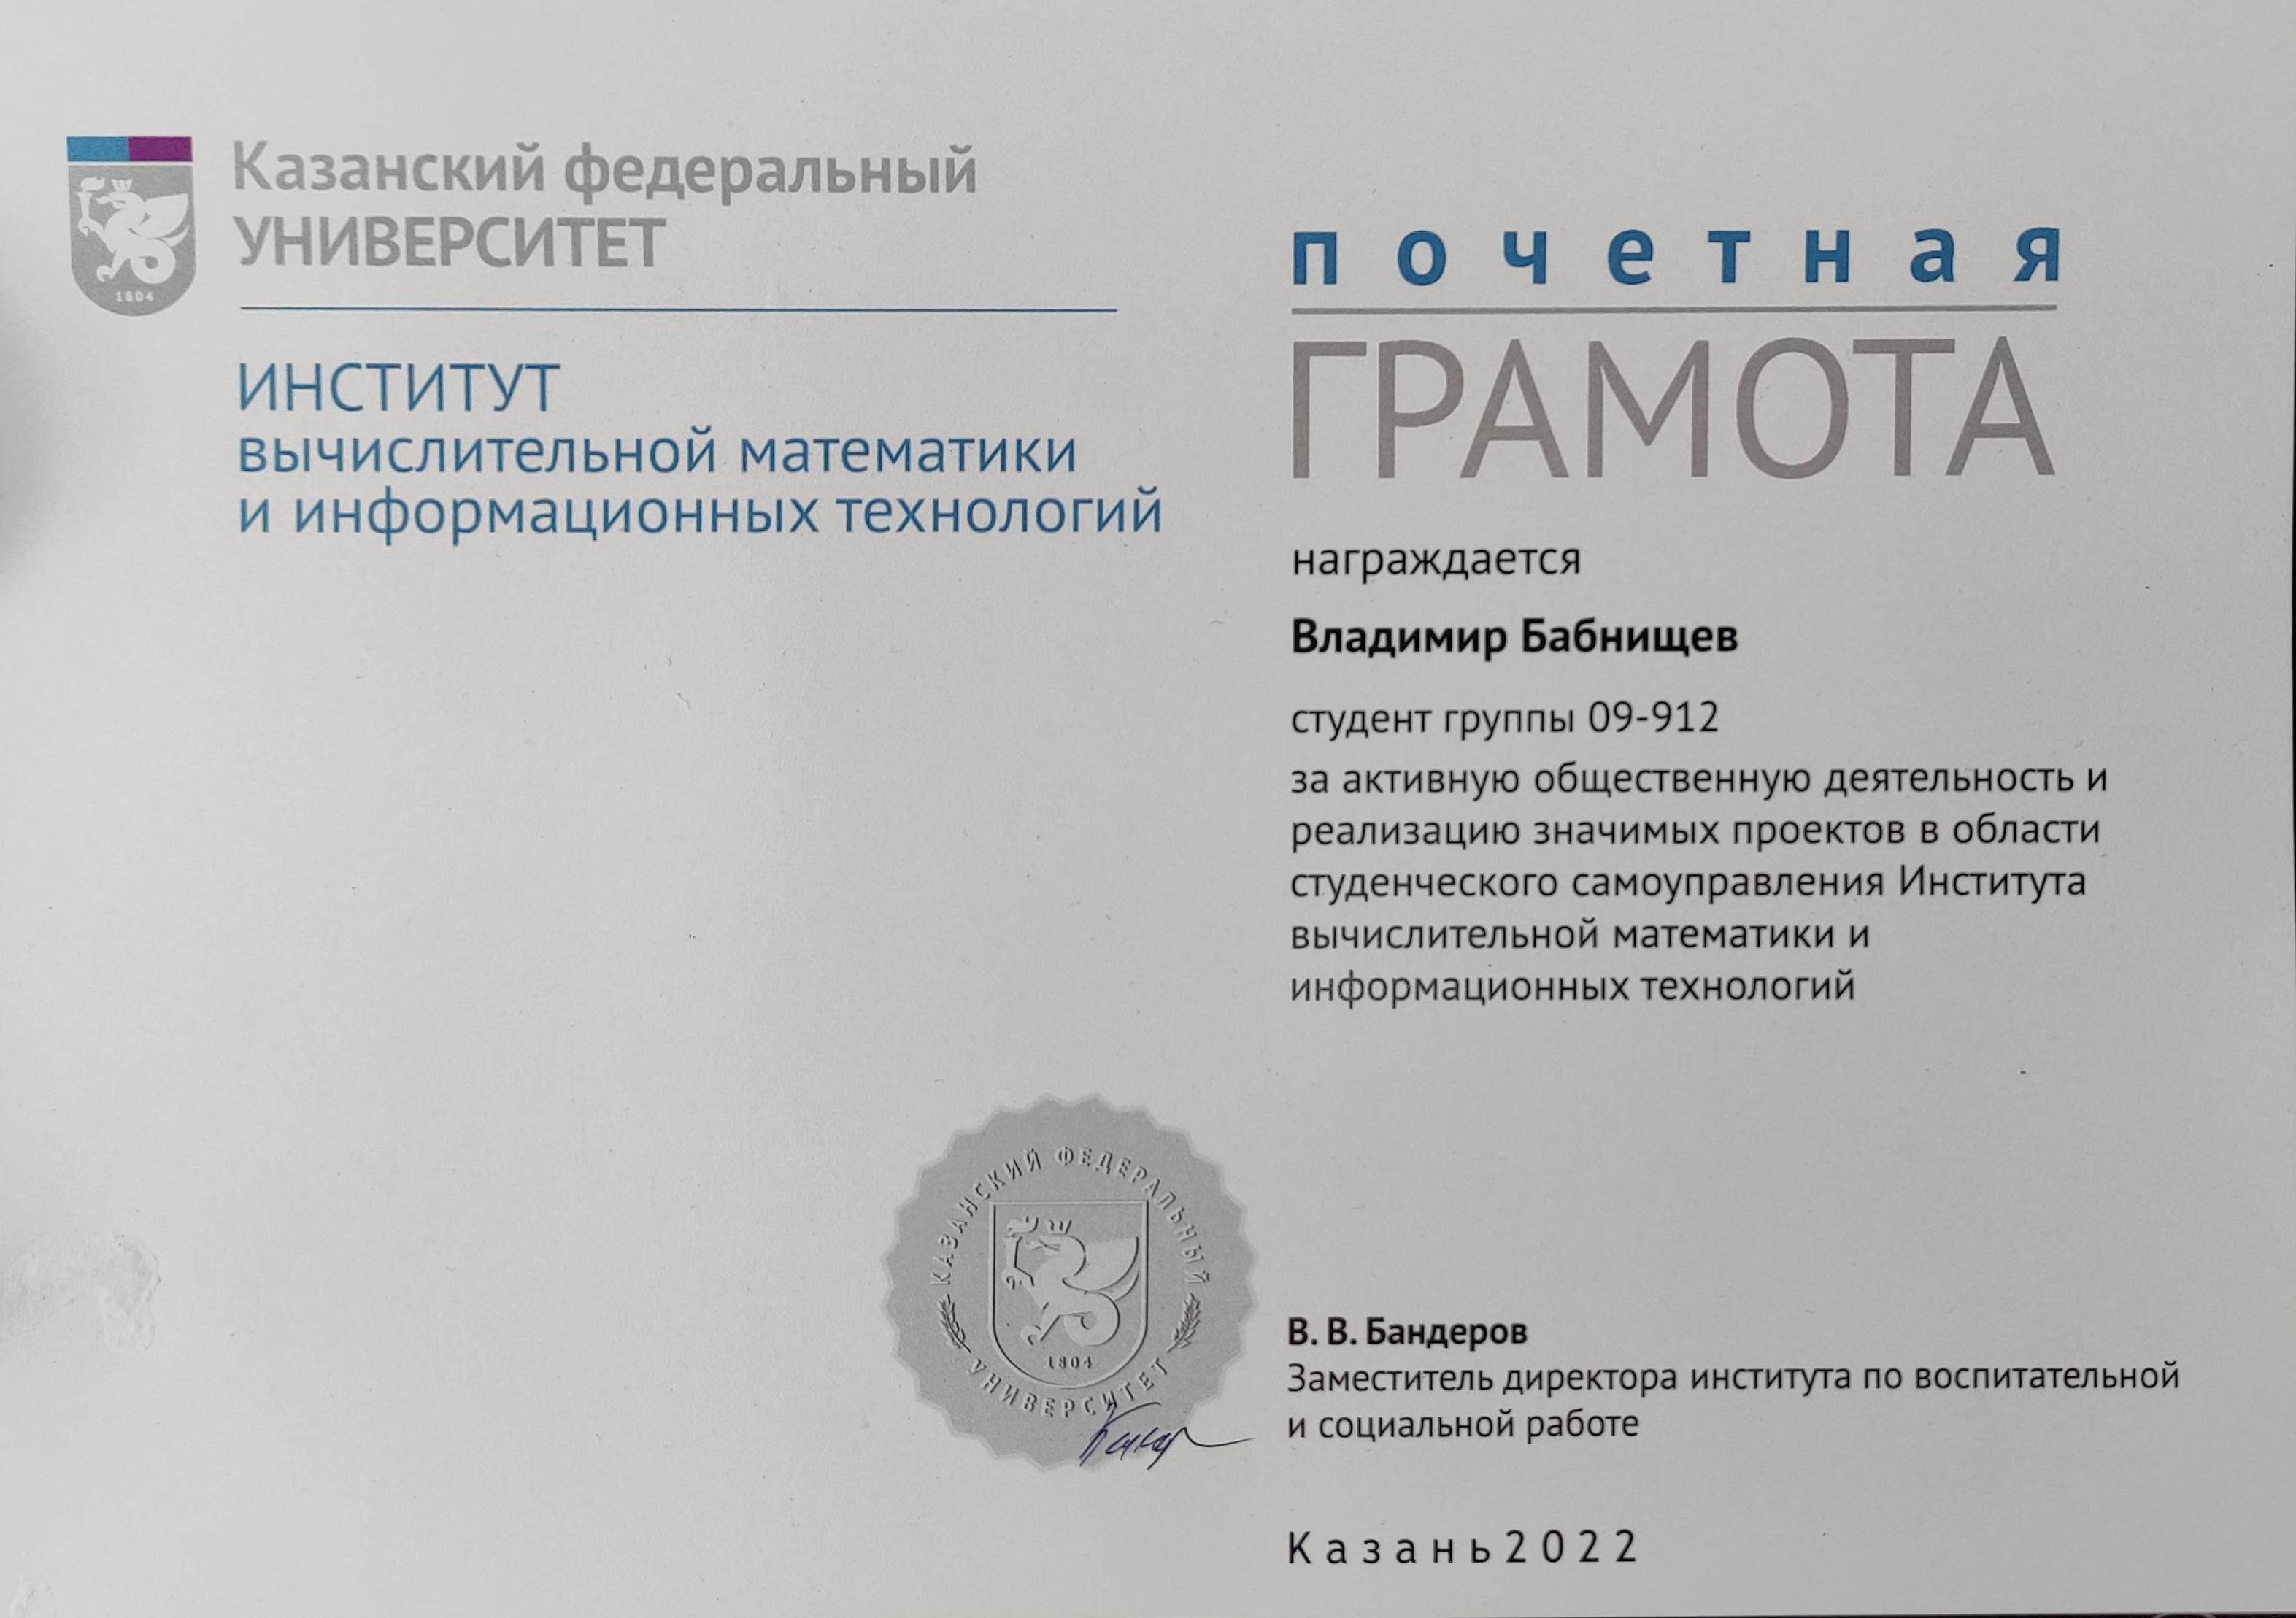 1804
Казанский федеральный
УНИВЕРСИТЕТ
ИНСТИТУТ
вычислительной математики
и информационных технологий
почетная
ГРАМОТА
награждается
Владимир Бабнищев
студент группы 09-912
за активную общественную деятельность и
реализацию значимых проектов в области
студенческого самоуправления Института
вычислительной математики и
информационных технологий
КАЗАНСКИЙ ФЕДЕРАЛЬНЫЙ
УНИВЕРСИТЕТ
1804
В. В. Бандеров
Заместитель директора института по воспитательной
и социальной работе
Казань2022